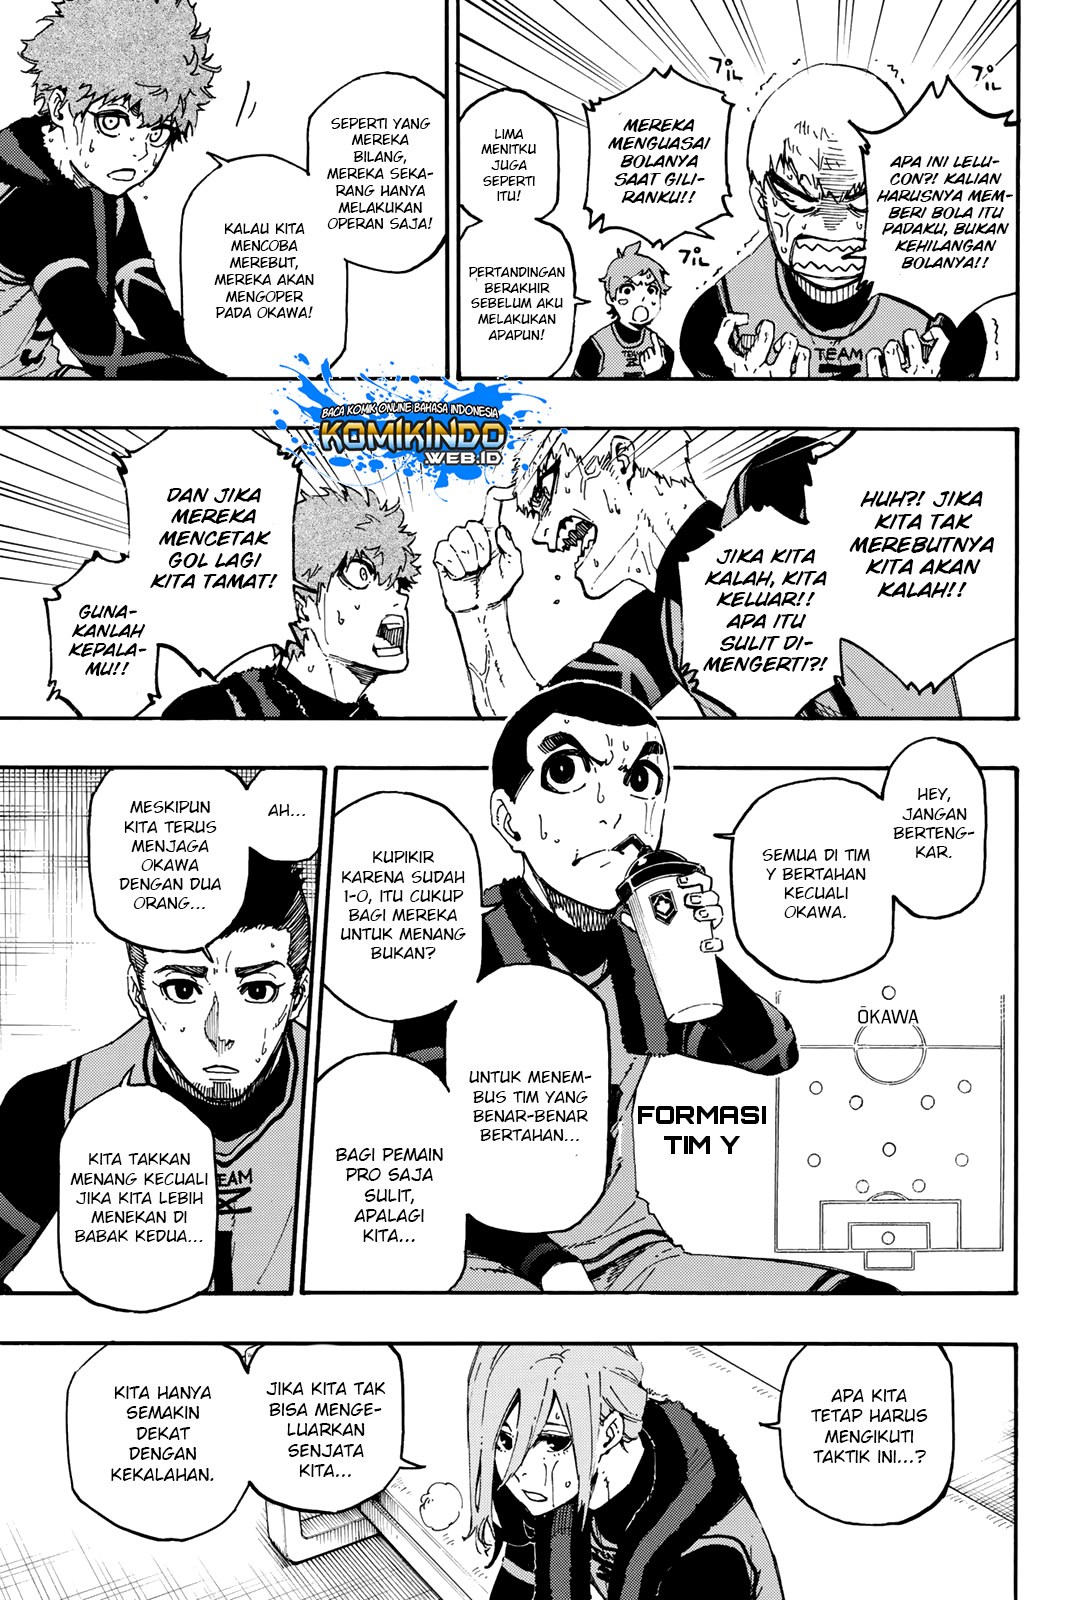 APA INI LELU-
CON?! KALIAN
HARUSNYA MEM-
BERI BOLA ITU
PADAKU, BUKAN
KEHILANGAN
BOLANYA!!
プル
プル
MEREKA
MENGUASAI
BOLANYA
SAAT GILI-
RANKU!!
プル
LIMA
MENITKU
JUGA
SEPERTI
ITU!
PERTANDINGAN
BERAKHIR
SEBELUM AKU
MELAKUKAN
APAPUN!
TEAM
Z
SEPERTI YANG
MEREKA
BILANG,
MEREKA SEKA-
RANG HANYA
MELAKUKAN
OPERAN SAJA!
KALAU KITA
MENCOBA
MEREBUT,
MEREKA AKAN
MENGOPER
PADA OKAWA!
BACA KOMIK ONLINE BAHASA INDONESIA
KOMIKINDO
.WEB.ID
HUH?! JIKA
KITA TAK
MEREBUTNYA
KITA AKAN
KALAH!!
JIKA KITA
KALAH, KITA
KELUAR!!
APA ITU
SULIT DI-
MENGERTI?!
DAN JIKA
MEREKA
MENCETAK
GOL LAGI
KITA TAMAT!
GUNA-
KANLAH
KEPALA-
MU!!
HEY,
JANGAN
BERTENG-
KAR.
SEMUA DI TIM
Y BERTAHAN
KECUALI
OKAWA.
ŌKAWA
FORMASI
TIM Y
KUPIKIR
KARENA SUDAH
1-0, ITU CUKUP
BAGI MEREKA
UNTUK MENANG
BUKAN?
UNTUK MENEM-
BUS TIM YANG
BENAR-BENAR
BERTAHAN...
BAGI PEMAIN
PRO SAJA
SULIT,
APALAGI
KITA...
AH...
MESKIPUN
KITA TERUS
MENJAGA
OKAWA
DENGAN DUA
ORANG...
KITA TAKKAN
MENANG KECUALI
JIKA KITA LEBIH
MENEKAN DI
BABAK KEDUA...
TEAM
Z
APA KITA
TETAP HARUS
MENGIKUTI
TAKTIK INI...?
JIKA KITA TAK
BISA MENGE-
LUARKAN
SENJATA
KITA...
KITA HANYA
SEMAKIN
DEKAT
DENGAN
KEKALAHAN.